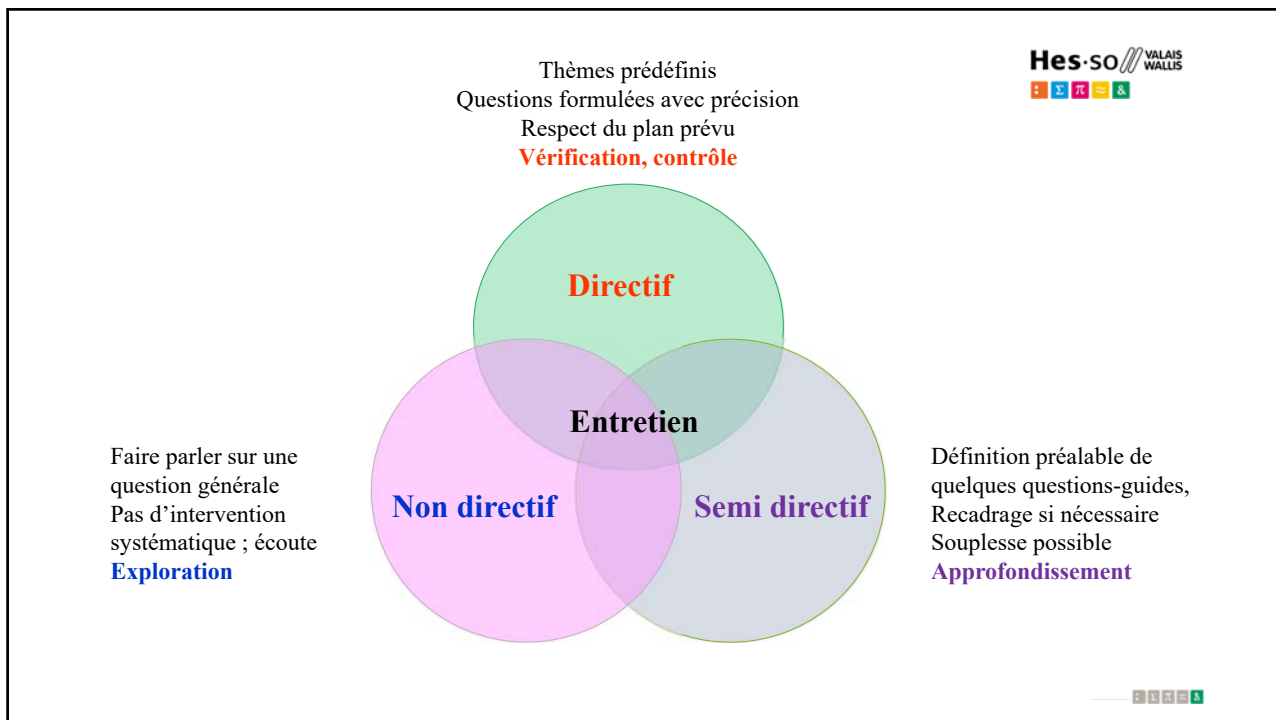 Hes·so VALAIS
WALLIS
: Σ π ≈ &
Thèmes prédéfinis
Questions formulées avec précision
Respect du plan prévu
Vérification, contrôle
Directif
Entretien
Non directif
Semi directif
Faire parler sur une
question générale
Pas d’intervention
systématique ; écoute
Exploration
Définition préalable de
quelques questions-guides,
Recadrage si nécessaire
Souplesse possible
Approfondissement
: Σ π ≈ &